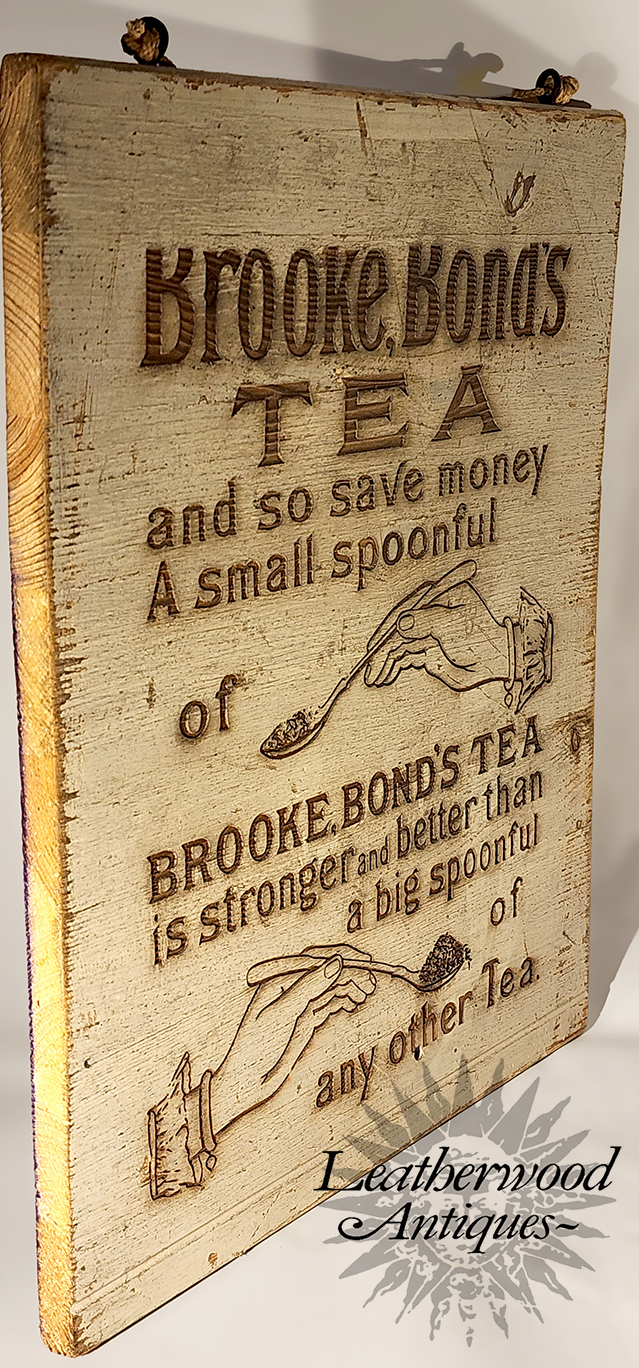 Brooke, Bond's
TEA
and so save money
A small spoonful
of
BROOKE, BOND'S TEA
is stronger and better than
a big spoonful
of
any other Tea.
Leatherwood
Antiques~